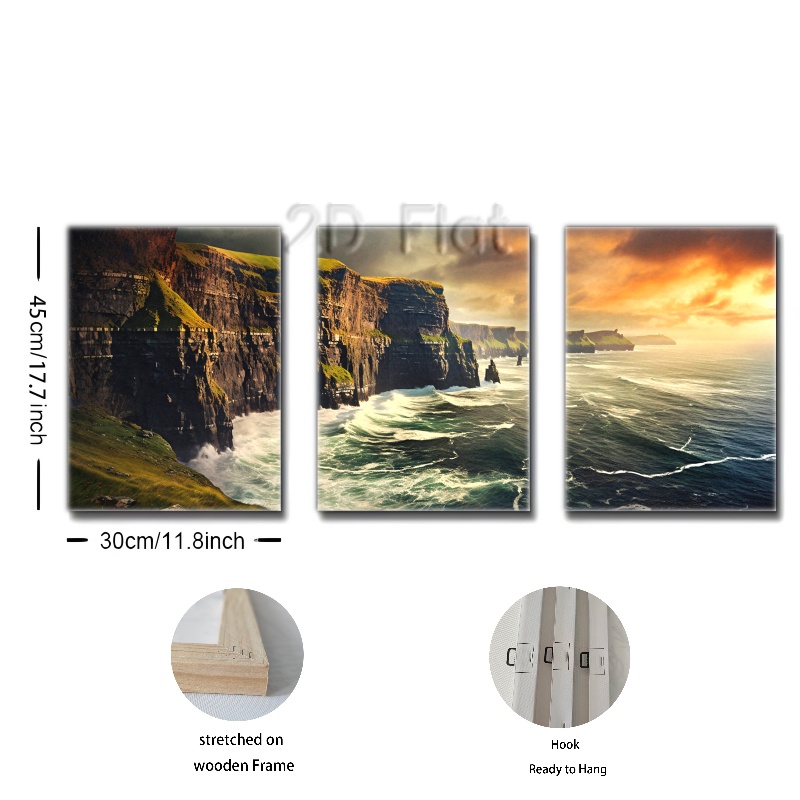 2D Flat
45cm/17.7inch
30cm/11.8inch
stretched on
wooden Frame
Hook
Ready to Hang